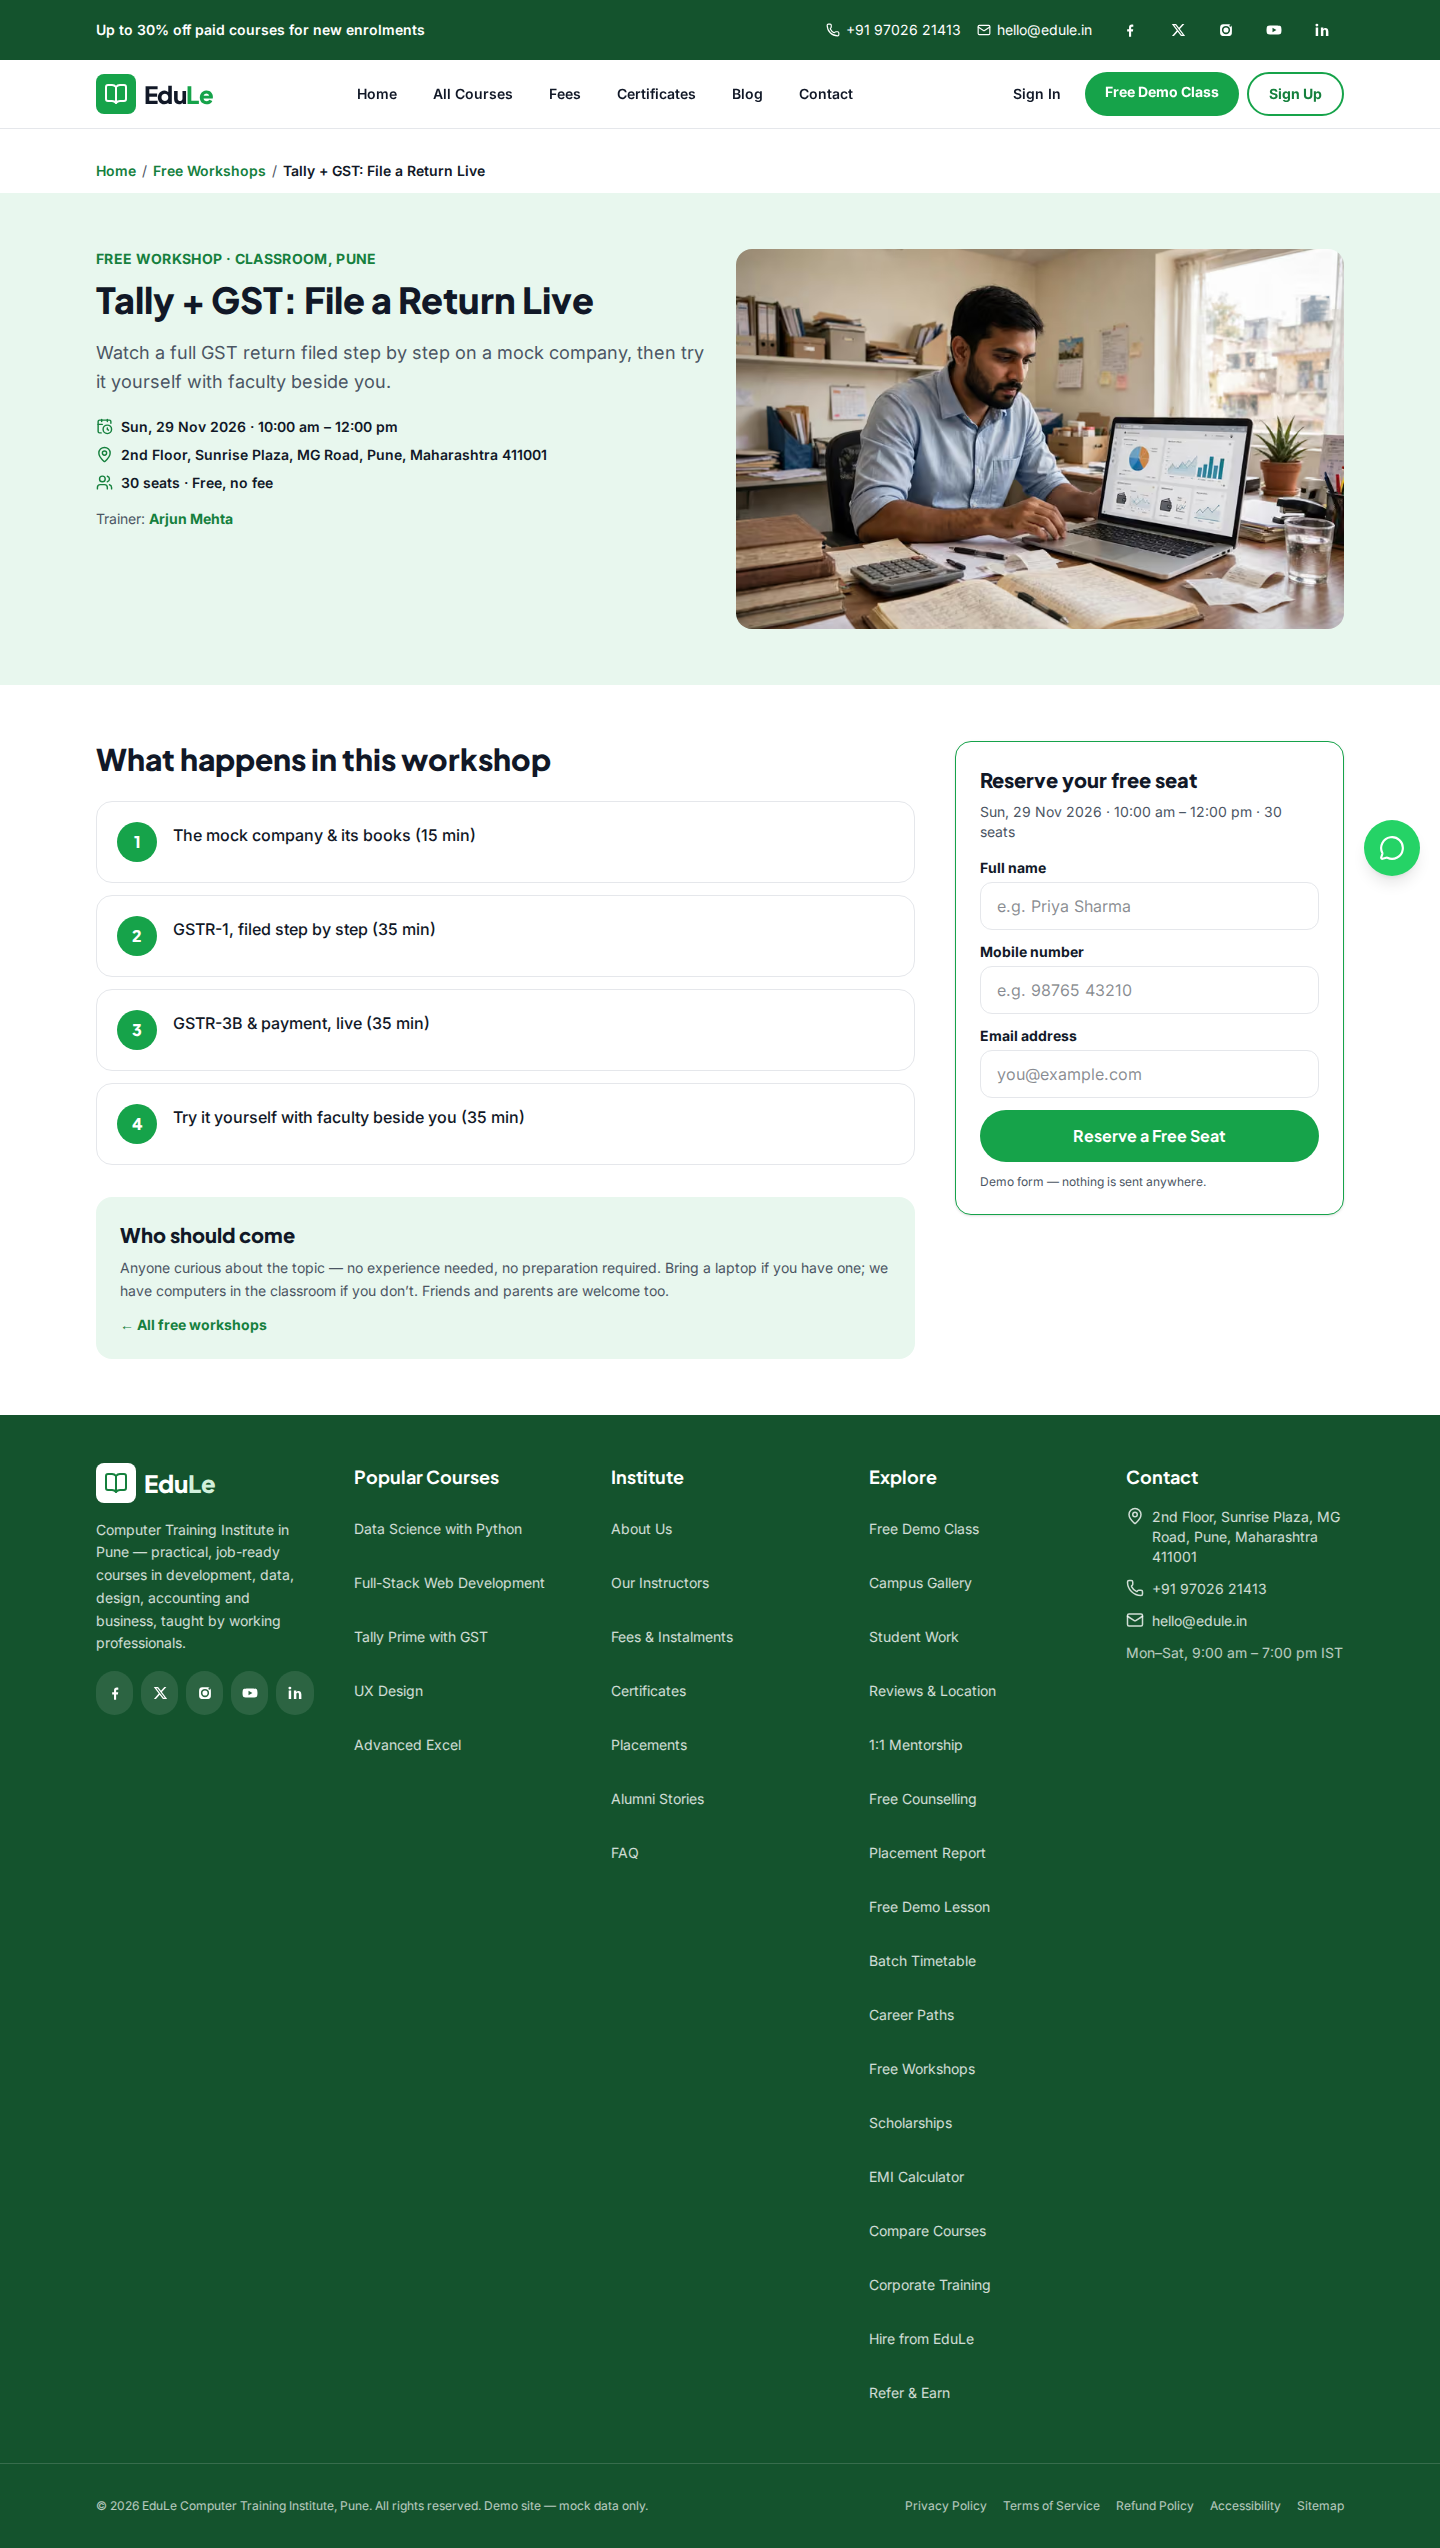 Up to 30% off paid courses for new enrolments
+91 97026 21413
hello@edule.in
EduLe
Home
All Courses
Fees
Certificates
Blog
Contact
Sign In
Free Demo Class
Sign Up
Home / Free Workshops / Tally + GST: File a Return Live
FREE WORKSHOP · CLASSROOM, PUNE
Tally + GST: File a Return Live
Watch a full GST return filed step by step on a mock company, then try
it yourself with faculty beside you.
Sun, 29 Nov 2026 · 10:00 am – 12:00 pm
2nd Floor, Sunrise Plaza, MG Road, Pune, Maharashtra 411001
30 seats · Free, no fee
Trainer: Arjun Mehta
What happens in this workshop
1 The mock company & its books (15 min)
2 GSTR-1, filed step by step (35 min)
3 GSTR-3B & payment, live (35 min)
4 Try it yourself with faculty beside you (35 min)
Who should come
Anyone curious about the topic — no experience needed, no preparation required. Bring a laptop if you have one; we
have computers in the classroom if you don’t. Friends and parents are welcome too.
← All free workshops
Reserve your free seat
Sun, 29 Nov 2026 · 10:00 am – 12:00 pm · 30
seats
Full name
e.g. Priya Sharma
Mobile number
e.g. 98765 43210
Email address
you@example.com
Reserve a Free Seat
Demo form — nothing is sent anywhere.
EduLe
Computer Training Institute in
Pune — practical, job-ready
courses in development, data,
design, accounting and
business, taught by working
professionals.
Popular Courses
Data Science with Python
Full-Stack Web Development
Tally Prime with GST
UX Design
Advanced Excel
Institute
About Us
Our Instructors
Fees & Instalments
Certificates
Placements
Alumni Stories
FAQ
Explore
Free Demo Class
Campus Gallery
Student Work
Reviews & Location
1:1 Mentorship
Free Counselling
Placement Report
Free Demo Lesson
Batch Timetable
Career Paths
Free Workshops
Scholarships
EMI Calculator
Compare Courses
Corporate Training
Hire from EduLe
Refer & Earn
Contact
2nd Floor, Sunrise Plaza, MG
Road, Pune, Maharashtra
411001
+91 97026 21413
hello@edule.in
Mon–Sat, 9:00 am – 7:00 pm IST
© 2026 EduLe Computer Training Institute, Pune. All rights reserved. Demo site — mock data only.
Privacy Policy
Terms of Service
Refund Policy
Accessibility
Sitemap